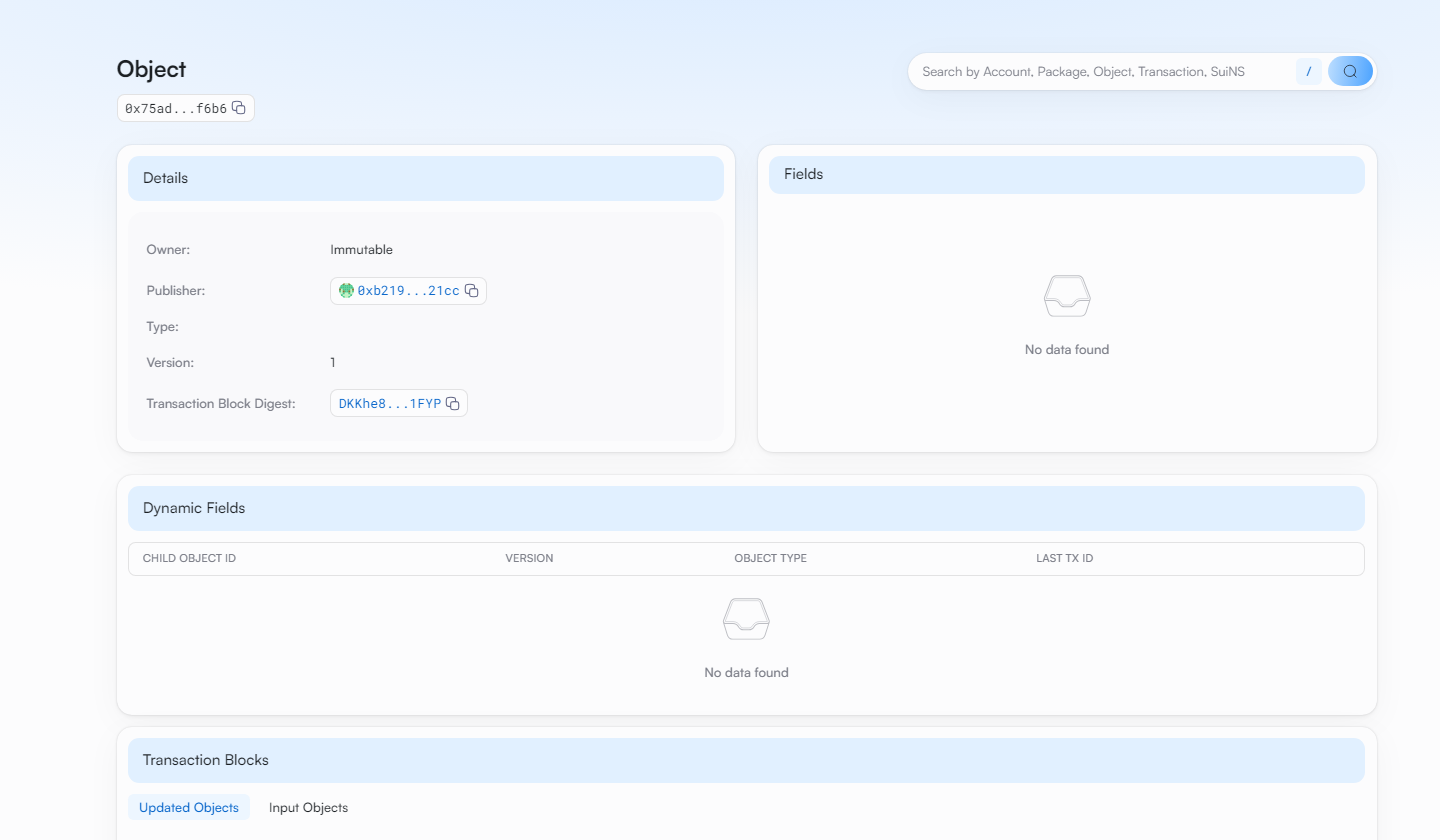 Object
Search by Account, Package, Object, Transaction, SuiNS /
0x75ad...f6b6
Details
Owner: Immutable
Publisher: 0xb219...21cc
Type:
Version: 1
Transaction Block Digest: DKKhe8...1FYP
Fields
No data found
Dynamic Fields
CHILD OBJECT ID VERSION OBJECT TYPE LAST TX ID
No data found
Transaction Blocks
Updated Objects Input Objects